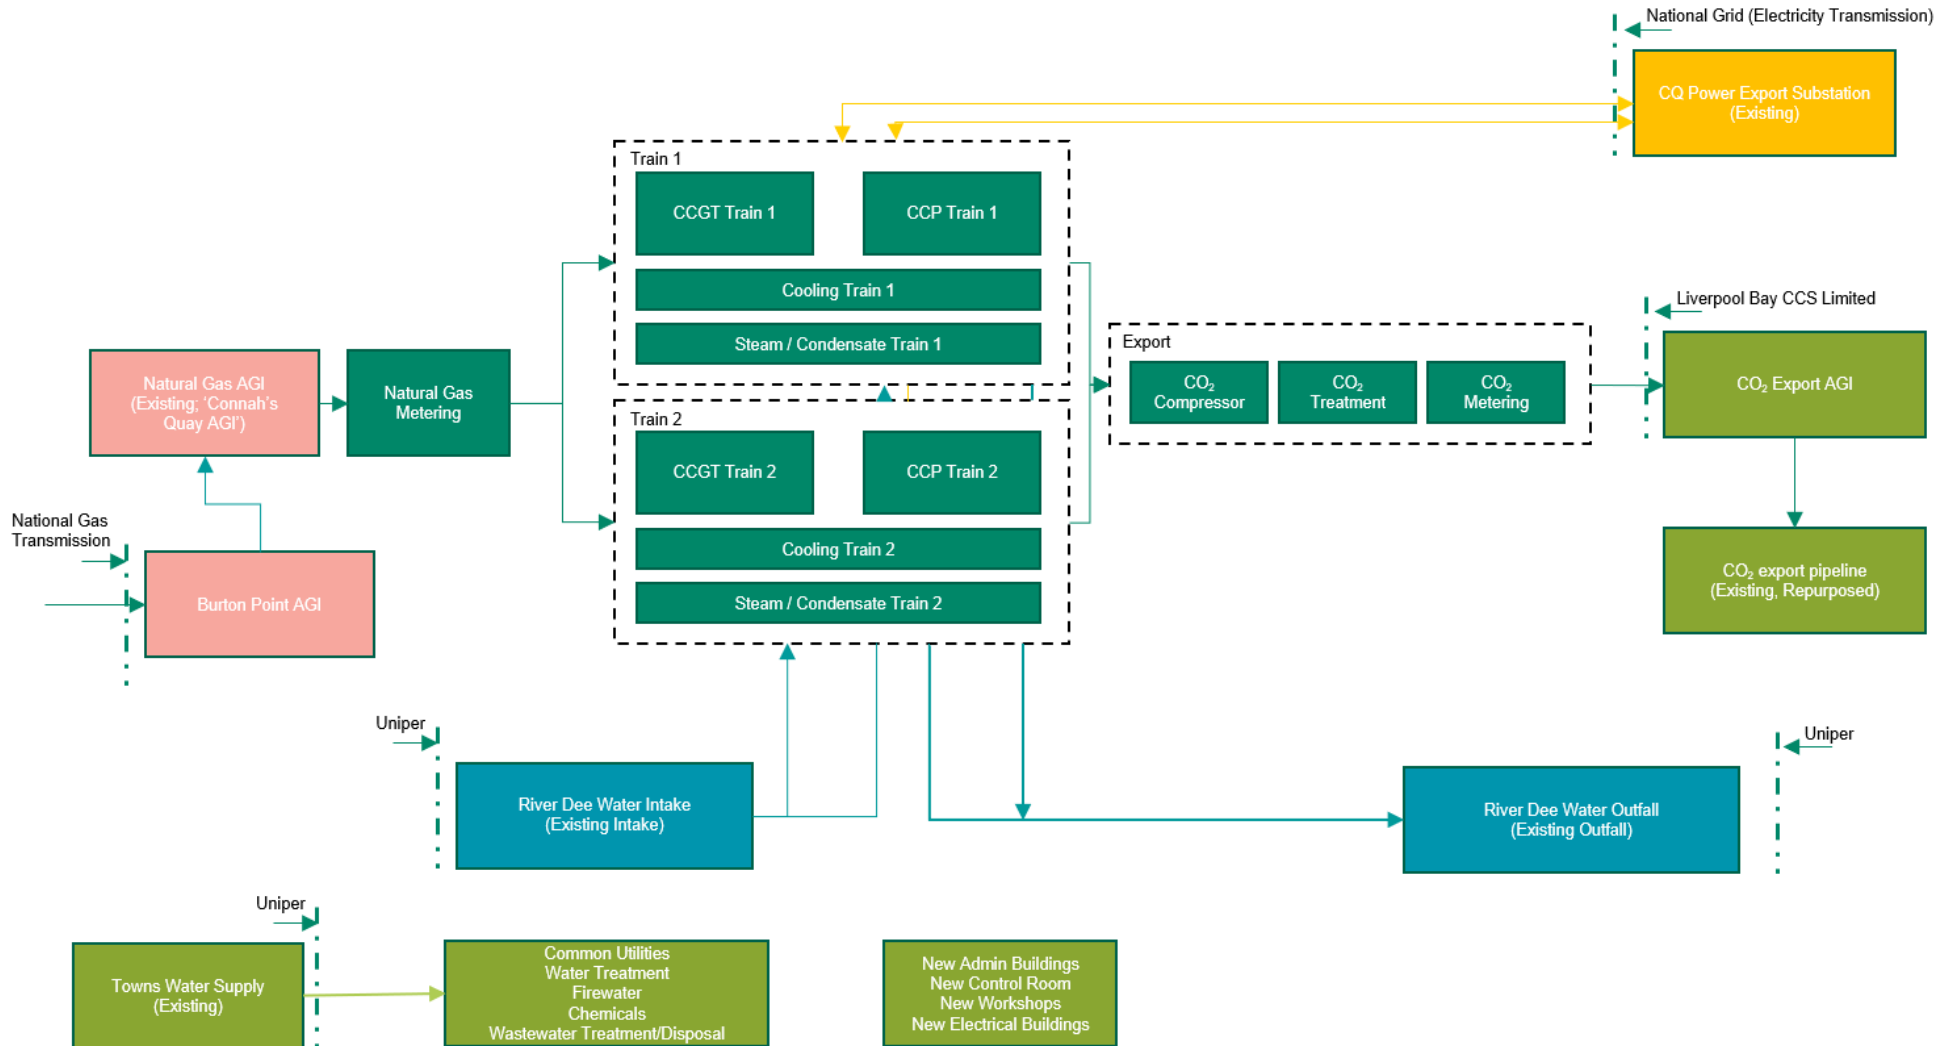 National Grid (Electricity Transmission)
CQ Power Export Substation
(Existing)
Train 1
CCGT Train 1
CCP Train 1
Cooling Train 1
Steam / Condensate Train 1
Liverpool Bay CCS Limited
Export
CO₂
Compressor
CO₂
Treatment
CO₂
Metering
CO₂ Export AGI
Natural Gas AGI
(Existing; ‘Connah’s
Quay AGI’)
Natural Gas
Metering
Train 2
CCGT Train 2
CCP Train 2
Cooling Train 2
Steam / Condensate Train 2
National Gas
Transmission
Burton Point AGI
CO₂ export pipeline
(Existing, Repurposed)
Uniper
River Dee Water Intake
(Existing Intake)
Uniper
River Dee Water Outfall
(Existing Outfall)
Uniper
Towns Water Supply
(Existing)
Common Utilities
Water Treatment
Firewater
Chemicals
Wastewater Treatment/Disposal
New Admin Buildings
New Control Room
New Workshops
New Electrical Buildings